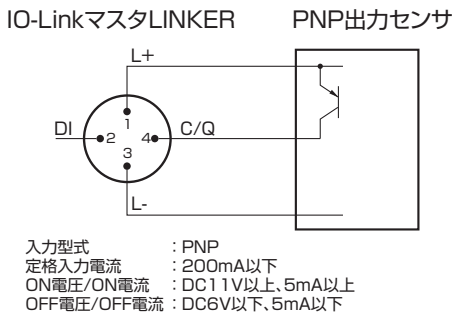 IO-LinkマスタLINKER PNP出力センサ
L+
1
DI 2 4 C/Q
3
L-
入力型式 : PNP
定格入力電流 : 200mA以下
ON電圧/ON電流 : DC11V以上、5mA以上
OFF電圧/OFF電流 : DC6V以下、5mA以下